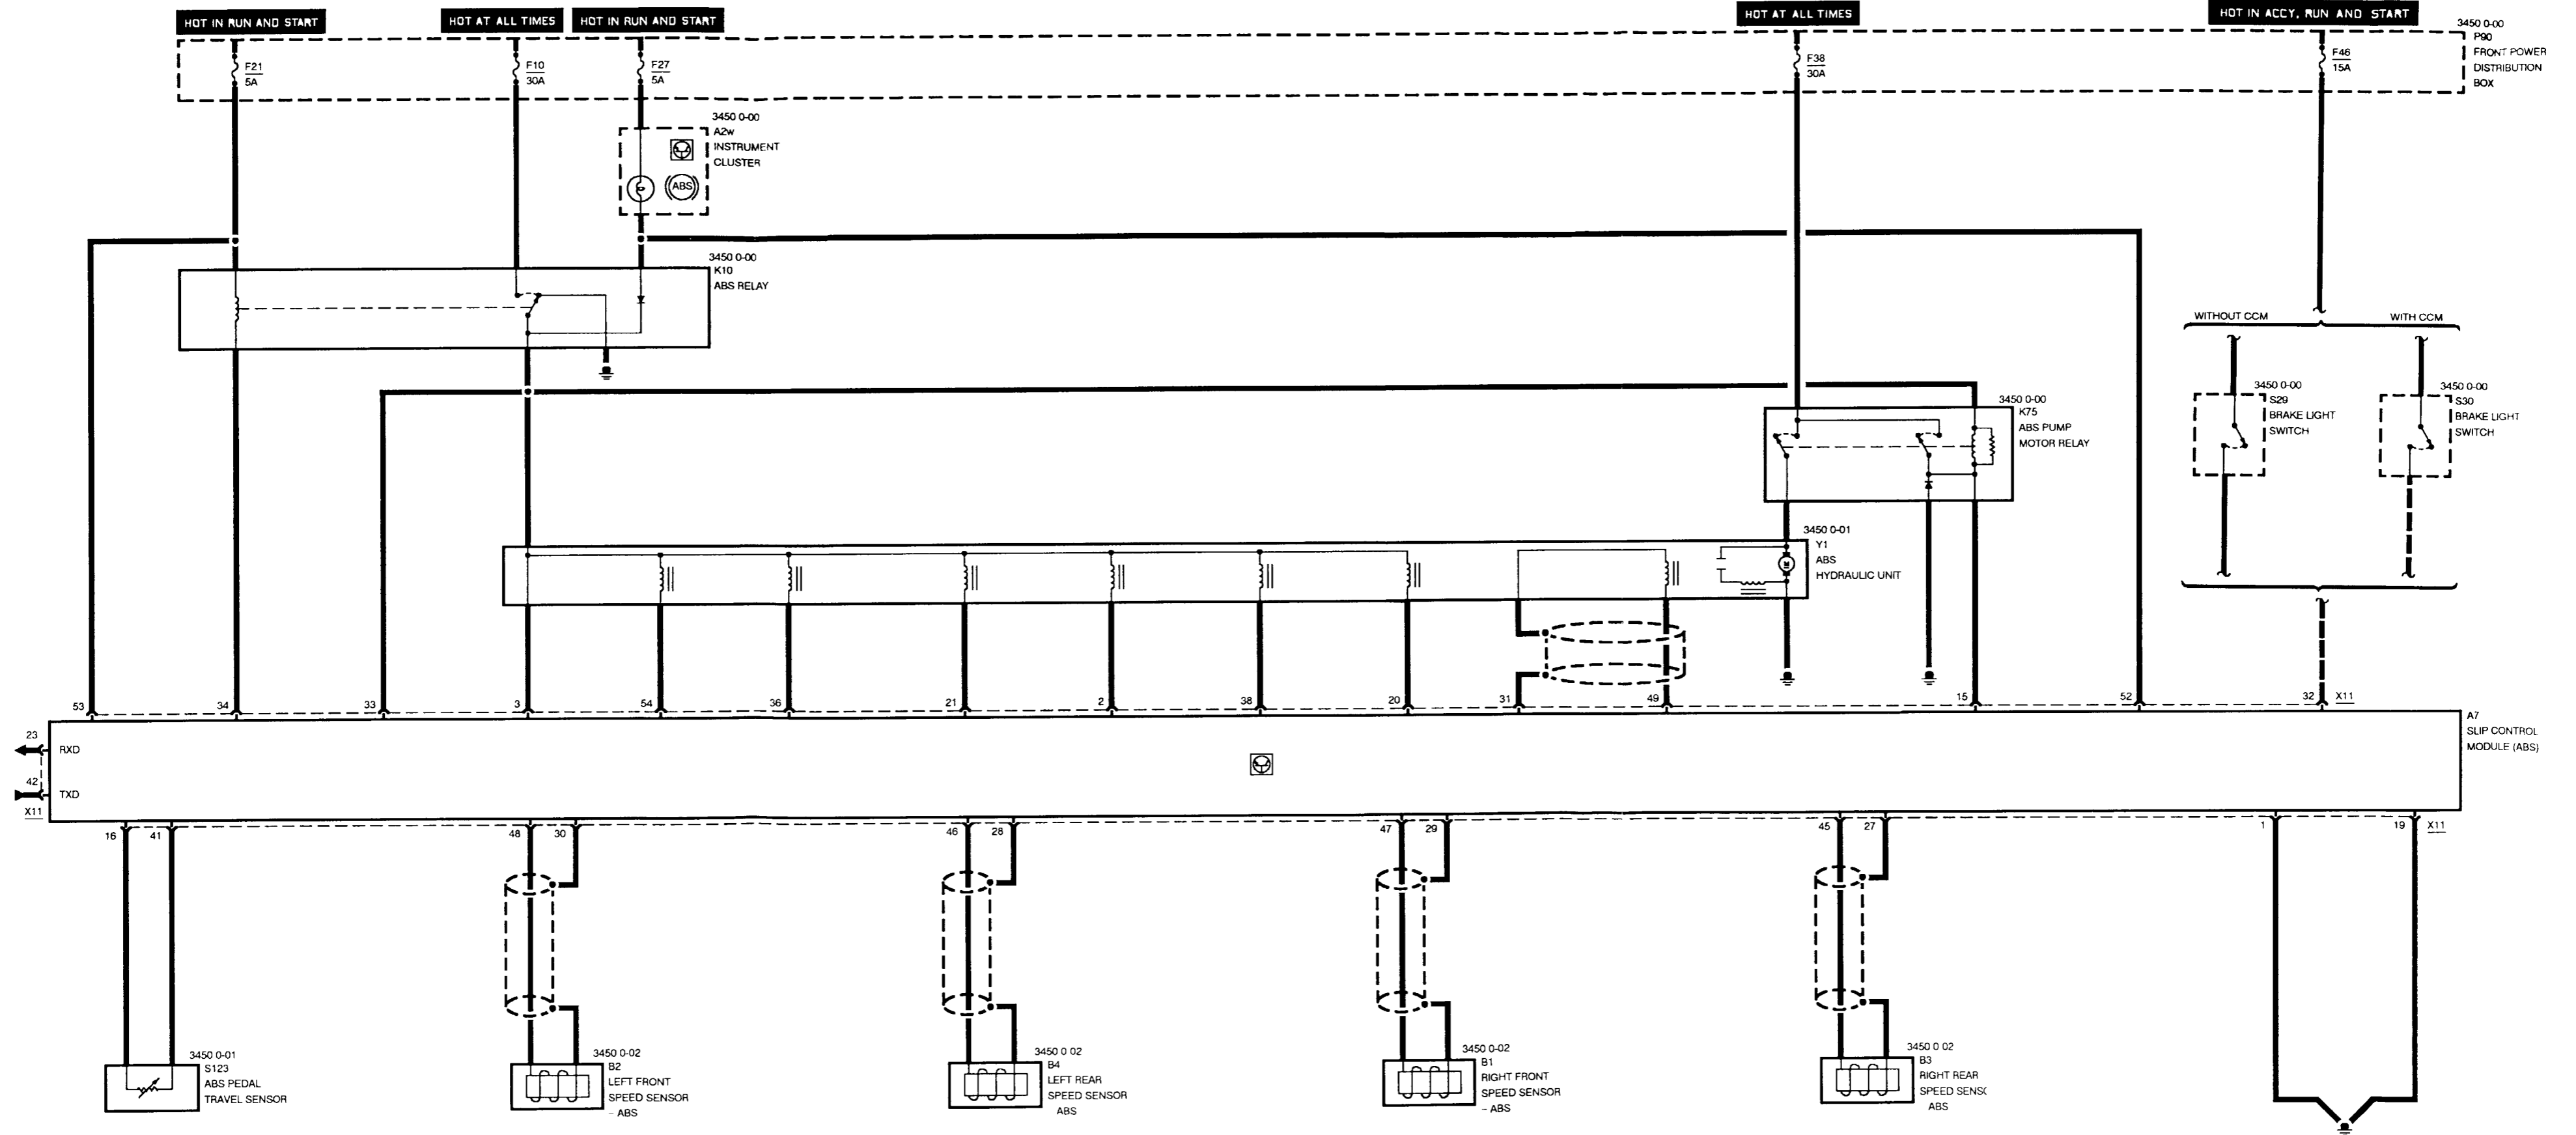 HOT IN RUN AND START
HOT AT ALL TIMES
HOT IN RUN AND START
HOT AT ALL TIMES
HOT IN ACCY, RUN AND START
F21
5A
F10
30A
F27
5A
F38
30A
F46
15A
3450 0-00
P90
FRONT POWER
DISTRIBUTION
BOX
3450 0-00
A2w
INSTRUMENT
CLUSTER
ABS
3450 0-00
K10
ABS RELAY
WITHOUT CCM
WITH CCM
3450 0-00
S29
BRAKE LIGHT
SWITCH
3450 0-00
S30
BRAKE LIGHT
SWITCH
3450 0-00
K75
ABS PUMP
MOTOR RELAY
3450 0-01
Y1
ABS
HYDRAULIC UNIT
M
53
34
33
3
54
36
21
2
38
20
31
49
15
52
32
X11
A7
SLIP CONTROL
MODULE (ABS)
23
RXD
42
TXD
X11
16
41
48
30
46
28
47
29
45
27
1
19
X11
3450 0-01
S123
ABS PEDAL
TRAVEL SENSOR
3450 0-02
B2
LEFT FRONT
SPEED SENSOR
– ABS
3450 0 02
B4
LEFT REAR
SPEED SENSOR
ABS
3450 0-02
B1
RIGHT FRONT
SPEED SENSOR
– ABS
3450 0 02
B3
RIGHT REAR
SPEED SENSC
ABS